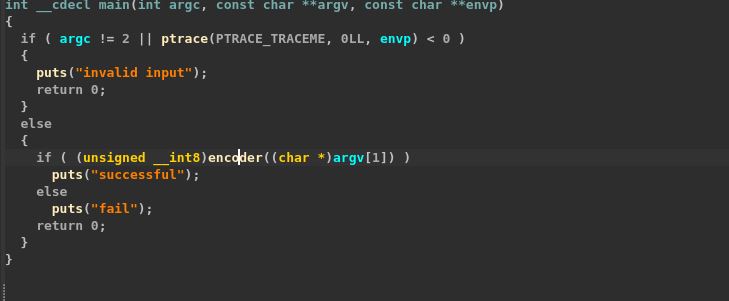 int __cdecl main(int argc, const char **argv, const char **envp)
{
  if ( argc != 2 || ptrace(PTRACE_TRACEME, 0LL, envp) < 0 )
  {
    puts("invalid input");
    return 0;
  }
  else
  {
    if ( (unsigned __int8)encoder((char *)argv[1]) )
      puts("successful");
    else
      puts("fail");
    return 0;
  }
}